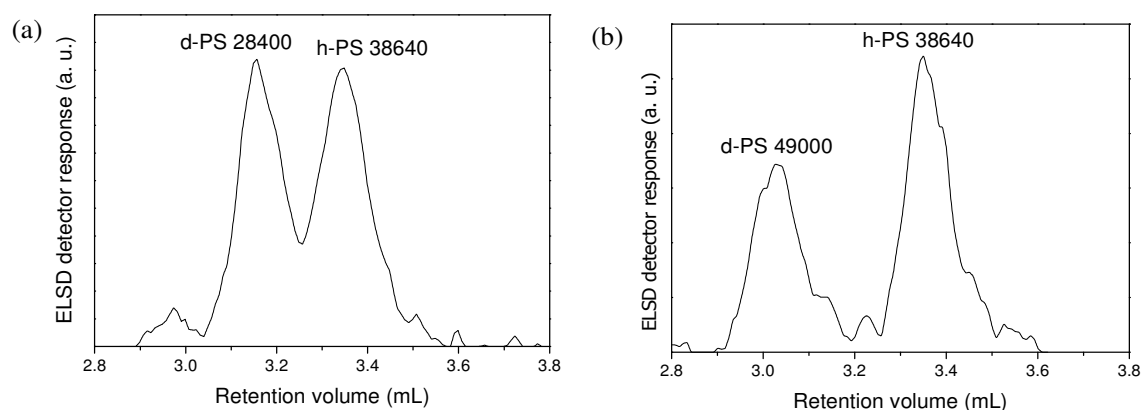 (a)
d-PS 28400
h-PS 38640
ELSD detector response (a. u.)
2.8 3.0 3.2 3.4 3.6 3.8
Retention volume (mL)
(b)
h-PS 38640
d-PS 49000
ELSD detector response (a. u.)
2.8 3.0 3.2 3.4 3.6 3.8
Retention volume (mL)